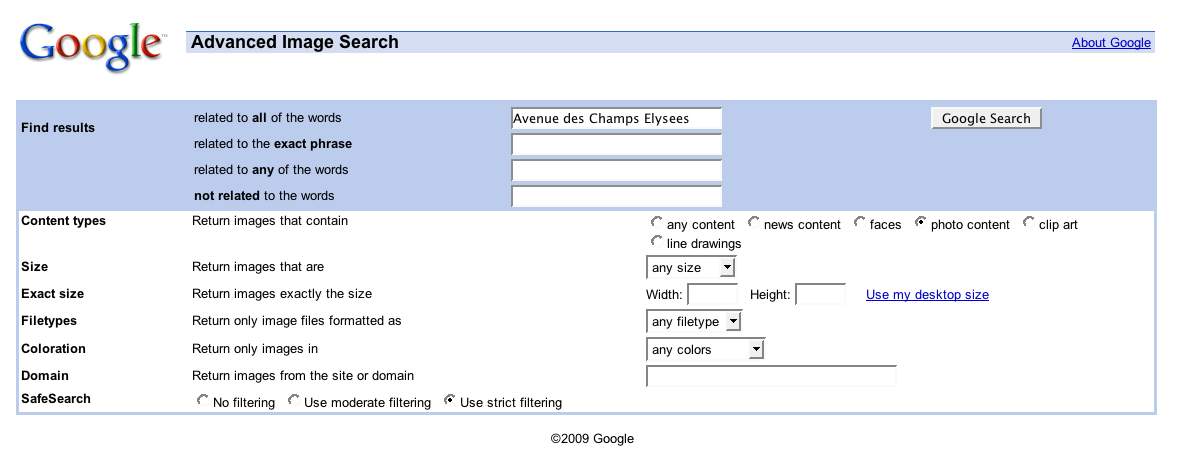 Google™ Advanced Image Search About Google
Find results related to all of the words Avenue des Champs Elysees Google Search
related to the exact phrase
related to any of the words
not related to the words
Content types Return images that contain any content news content faces photo content clip art
line drawings
Size Return images that are any size
Exact size Return images exactly the size Width: Height: Use my desktop size
Filetypes Return only image files formatted as any filetype
Coloration Return only images in any colors
Domain Return images from the site or domain
SafeSearch No filtering Use moderate filtering Use strict filtering
©2009 Google